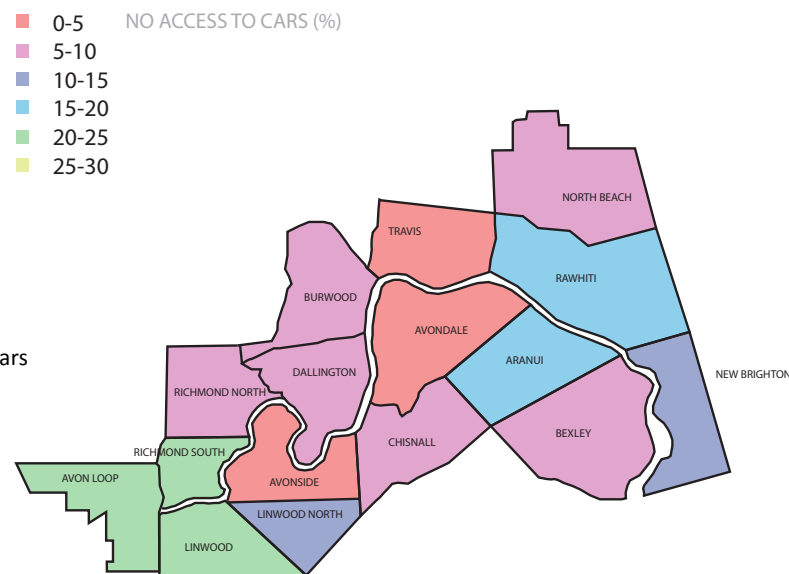 0-5
NO ACCESS TO CARS (%)
5-10
10-15
15-20
20-25
25-30
NORTH BEACH
TRAVIS
RAWHITI
BURWOOD
AVONDALE
ars
ARANUI
DALLINGTON
NEW BRIGHTON
RICHMOND NORTH
BEXLEY
CHISNALL
RICHMOND SOUTH
AVON LOOP
AVONSIDE
LINWOOD NORTH
LINWOOD